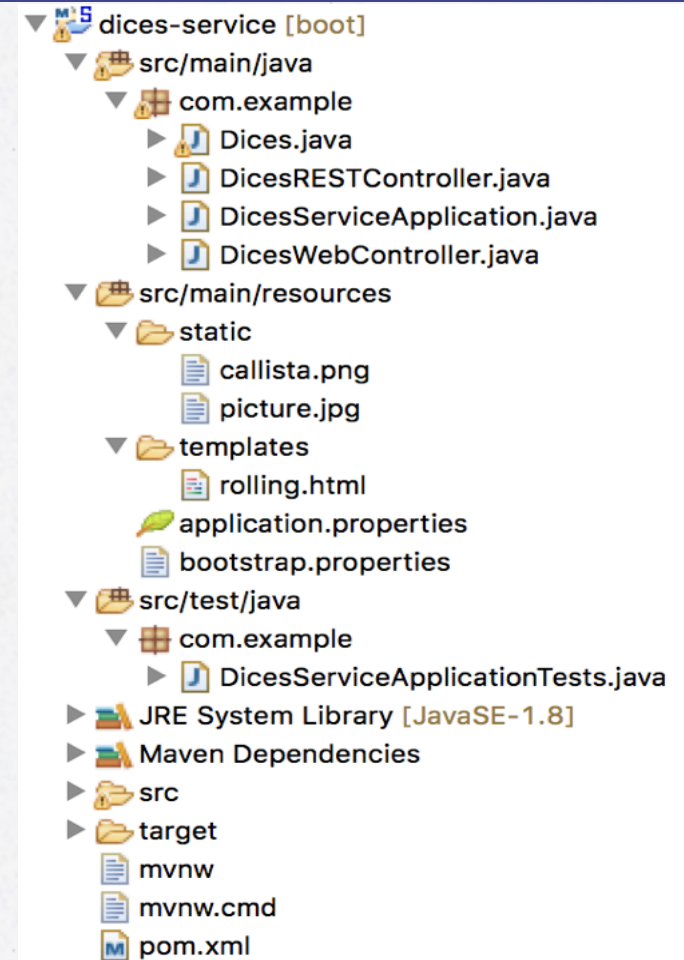 dices-service [boot]
src/main/java
com.example
Dices.java
DicesRESTController.java
DicesServiceApplication.java
DicesWebController.java
src/main/resources
static
callista.png
picture.jpg
templates
rolling.html
application.properties
bootstrap.properties
src/test/java
com.example
DicesServiceApplicationTests.java
JRE System Library [JavaSE-1.8]
Maven Dependencies
src
target
mvnw
mvnw.cmd
pom.xml